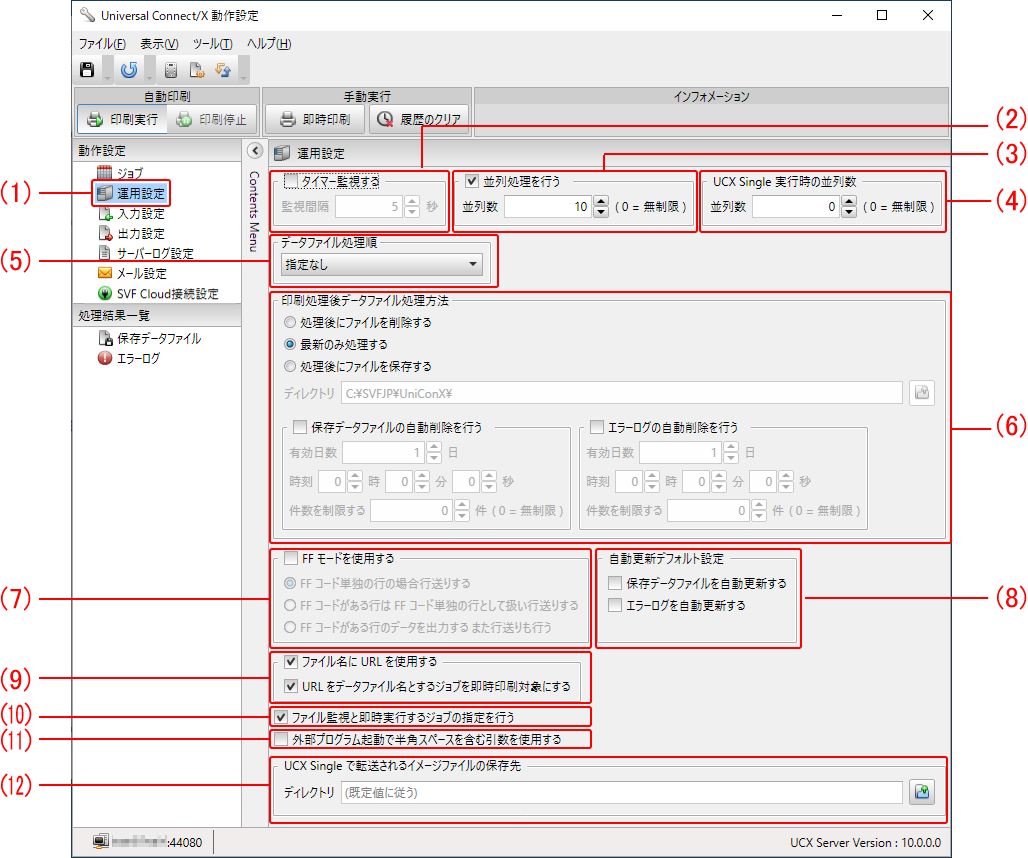 Universal Connect/X 動作設定
ファイル(F) 表示(V) ツール(T) ヘルプ(H)
自動印刷 手動実行 インフォメーション
印刷実行 印刷停止 即時印刷 履歴のクリア
(2)
(3)
動作設定
ジョブ
(1)
運用設定
入力設定
出力設定
サーバーログ設定
メール設定
SVF Cloud接続設定
処理結果一覧
保存データファイル
エラーログ
Contents Menu
運用設定
タイマー監視する
監視間隔 5 秒
並列処理を行う
並列数 10 ( 0 = 無制限 )
UCX Single 実行時の並列数
並列数 0 ( 0 = 無制限 )
(4)
(5)
データファイル処理順
指定なし
印刷処理後データファイル処理方法
処理後にファイルを削除する
最新のみ処理する
処理後にファイルを保存する
ディレクトリ C:¥SVFJP¥UniConX¥
(6)
保存データファイルの自動削除を行う
有効日数 1 日
時刻 0 時 0 分 0 秒
件数を制限する 0 件 ( 0 = 無制限 )
エラーログの自動削除を行う
有効日数 1 日
時刻 0 時 0 分 0 秒
件数を制限する 0 件 ( 0 = 無制限 )
(7)
FF モードを使用する
FF コード単独の行の場合行送りする
FF コードがある行は FF コード単独の行として扱い行送りする
FF コードがある行のデータを出力する また行送りも行う
自動更新デフォルト設定
保存データファイルを自動更新する
エラーログを自動更新する
(8)
(9)
ファイル名に URL を使用する
URL をデータファイル名とするジョブを即時印刷対象にする
(10)
ファイル監視と即時実行するジョブの指定を行う
(11)
外部プログラム起動で半角スペースを含む引数を使用する
(12)
UCX Single で転送されるイメージファイルの保存先
ディレクトリ (既定値に従う)
:44080
UCX Server Version : 10.0.0.0